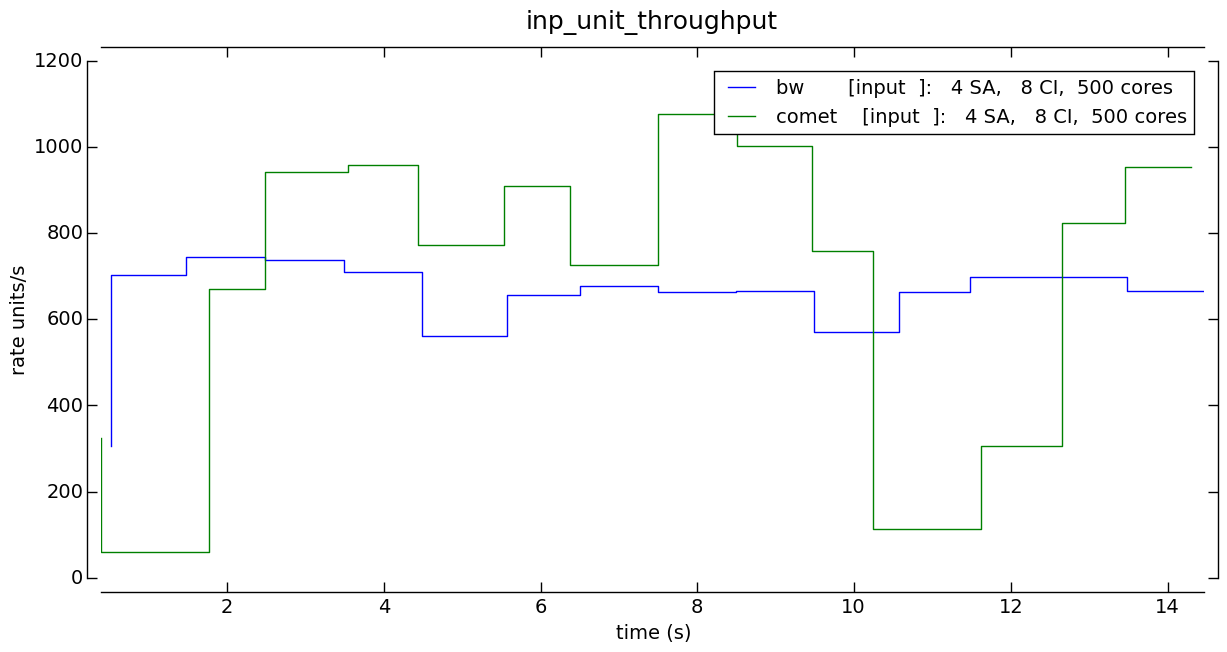 inp_unit_throughput
1200
1000
800
600
400
200
0
rate units/s
bw [input ]: 4 SA, 8 CI, 500 cores
comet [input ]: 4 SA, 8 CI, 500 cores
2 4 6 8 10 12 14
time (s)